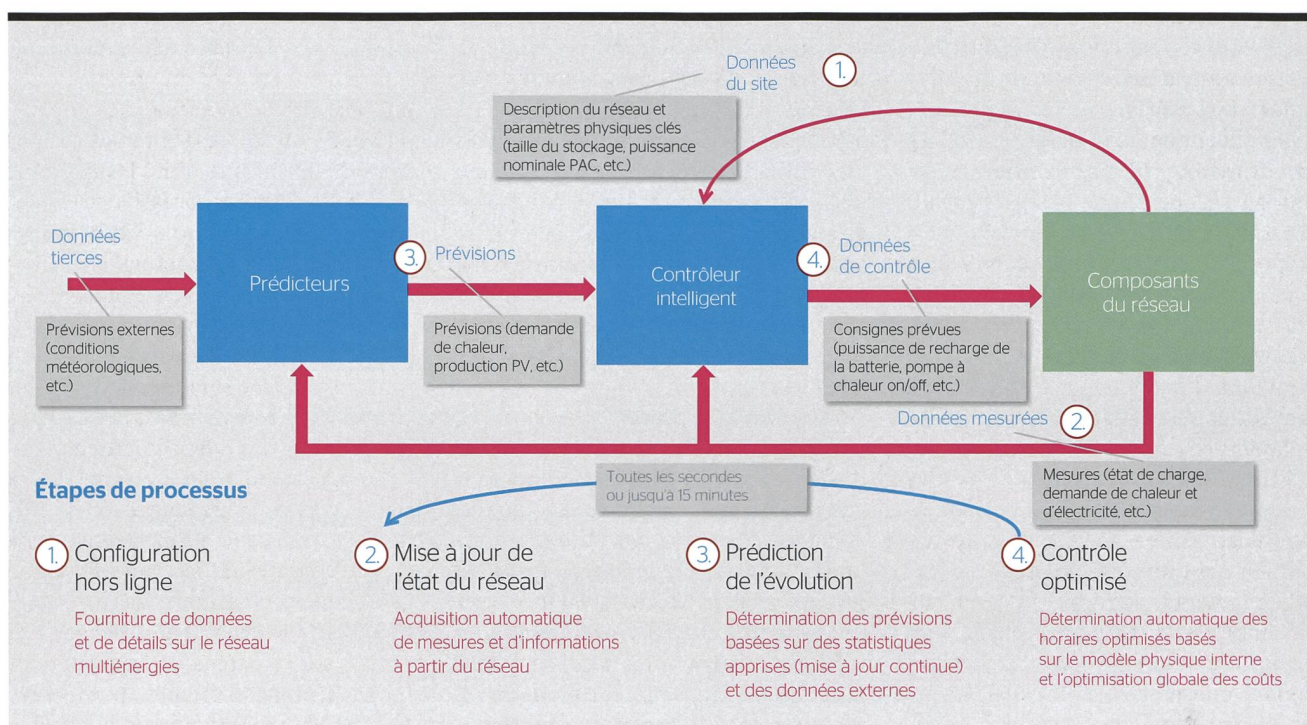 Données
du site
1.
Description du réseau et
paramètres physiques clés
(taille du stockage, puissance
nominale PAC, etc.)
Données
tierces
Prédicteurs
3.
Prévisions
Contrôleur
intelligent
4.
Données
de contrôle
Composants
du réseau
Prévisions externes
(conditions
météorologiques,
etc.)
Prévisions (demande
de chaleur,
production PV, etc.)
Consignes prévues
(puissance de recharge de
la batterie, pompe à
chaleur on/off, etc.)
Données mesurées
2.
Mesures (état de charge,
demande de chaleur et
d'électricité, etc.)
Étapes de processus
Toutes les secondes
ou jusqu'à 15 minutes
1.
Configuration
hors ligne
Fourniture de données
et de détails sur le réseau
multiénergies
2.
Mise à jour de
l'état du réseau
Acquisition automatique
de mesures et d'informations
à partir du réseau
3.
Prédiction
de l'évolution
Détermination des prévisions
basées sur des statistiques
apprises (mise à jour continue)
et des données externes
4.
Contrôle
optimisé
Détermination automatique des
horaires optimisés basés
sur le modèle physique interne
et l'optimisation globale des coûts